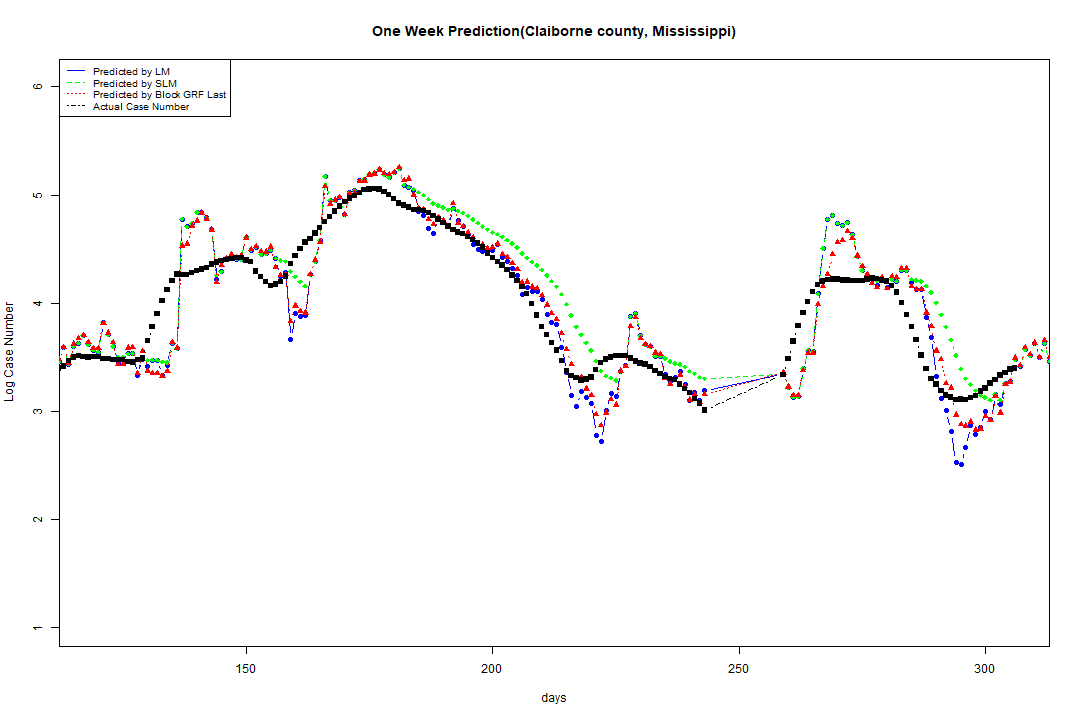 One Week Prediction(Claiborne county, Mississippi)
Predicted by LM
Predicted by SLM
Predicted by Block GRF Last
Actual Case Number
6
5
4
3
2
1
Log Case Number
150
200
250
300
days